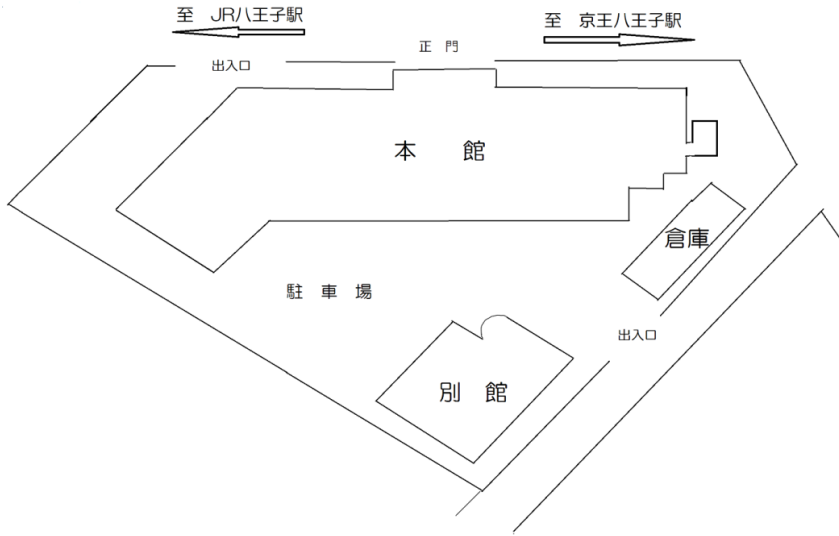 至　JR八王子駅
至　京王八王子駅
正　門
出入口
本　館
倉庫
駐　車　場
出入口
別　館